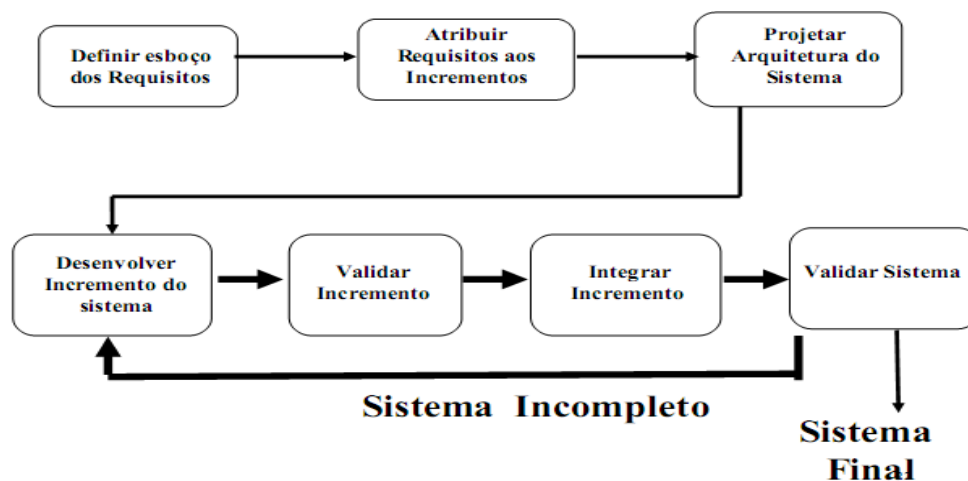 Definir esboço
dos Requisitos
Atribuir
Requisitos aos
Incrementos
Projetar
Arquitetura do
Sistema
Desenvolver
Incremento do
sistema
Validar
Incremento
Integrar
Incremento
Validar Sistema
Sistema Incompleto
Sistema
Final